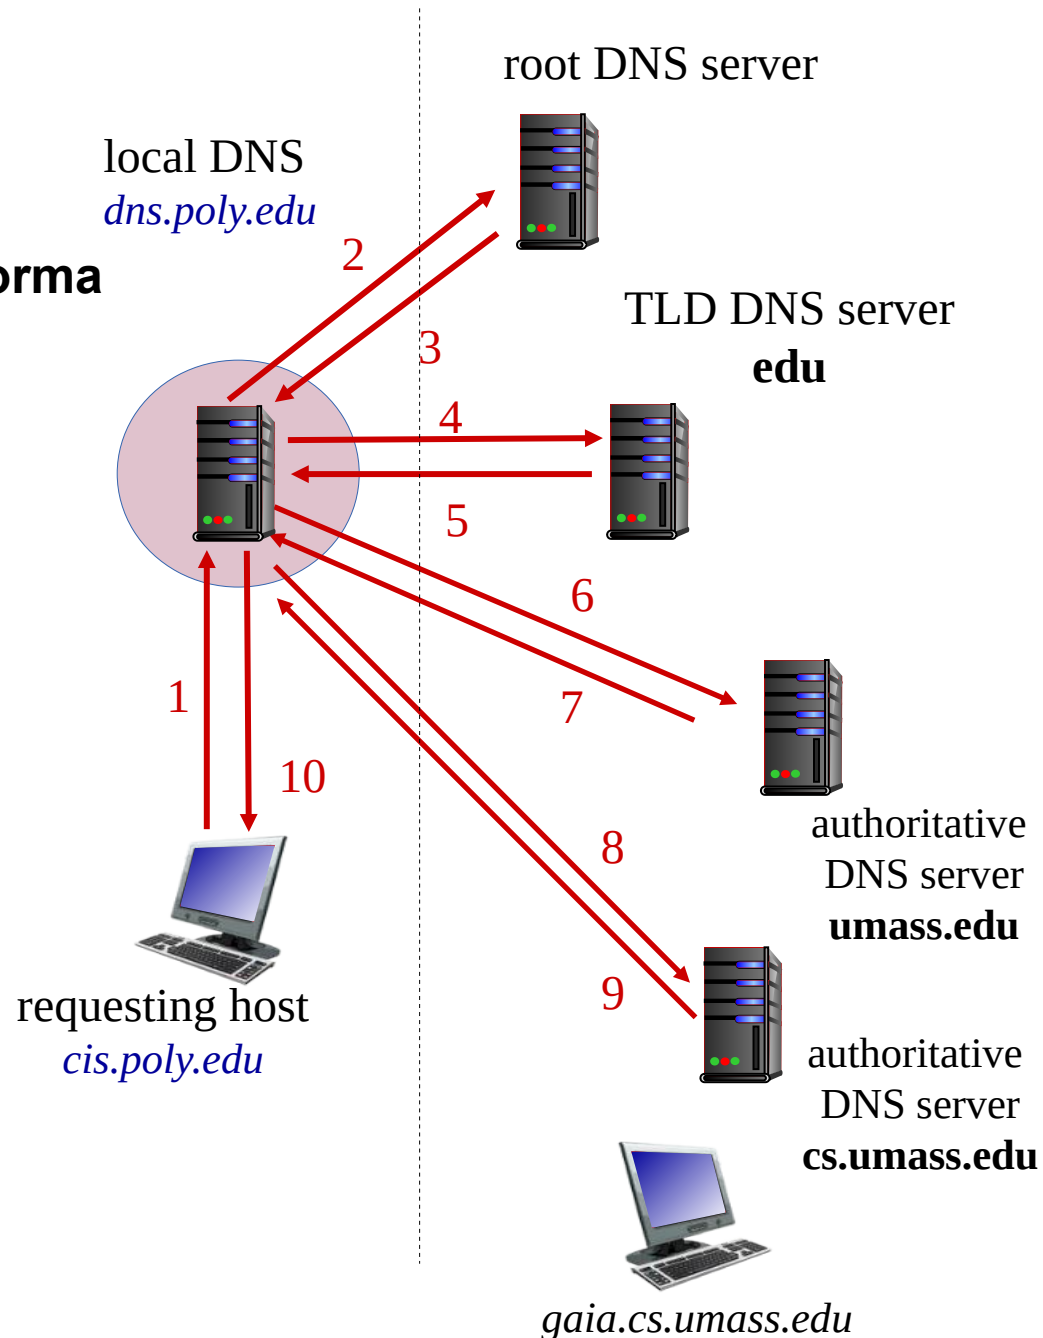 root DNS server
local DNS
dns.poly.edu
orma
2
TLD DNS server
edu
3
4
5
6
7
1
10
8
9
authoritative
DNS server
umass.edu
requesting host
cis.poly.edu
authoritative
DNS server
cs.umass.edu
gaia.cs.umass.edu